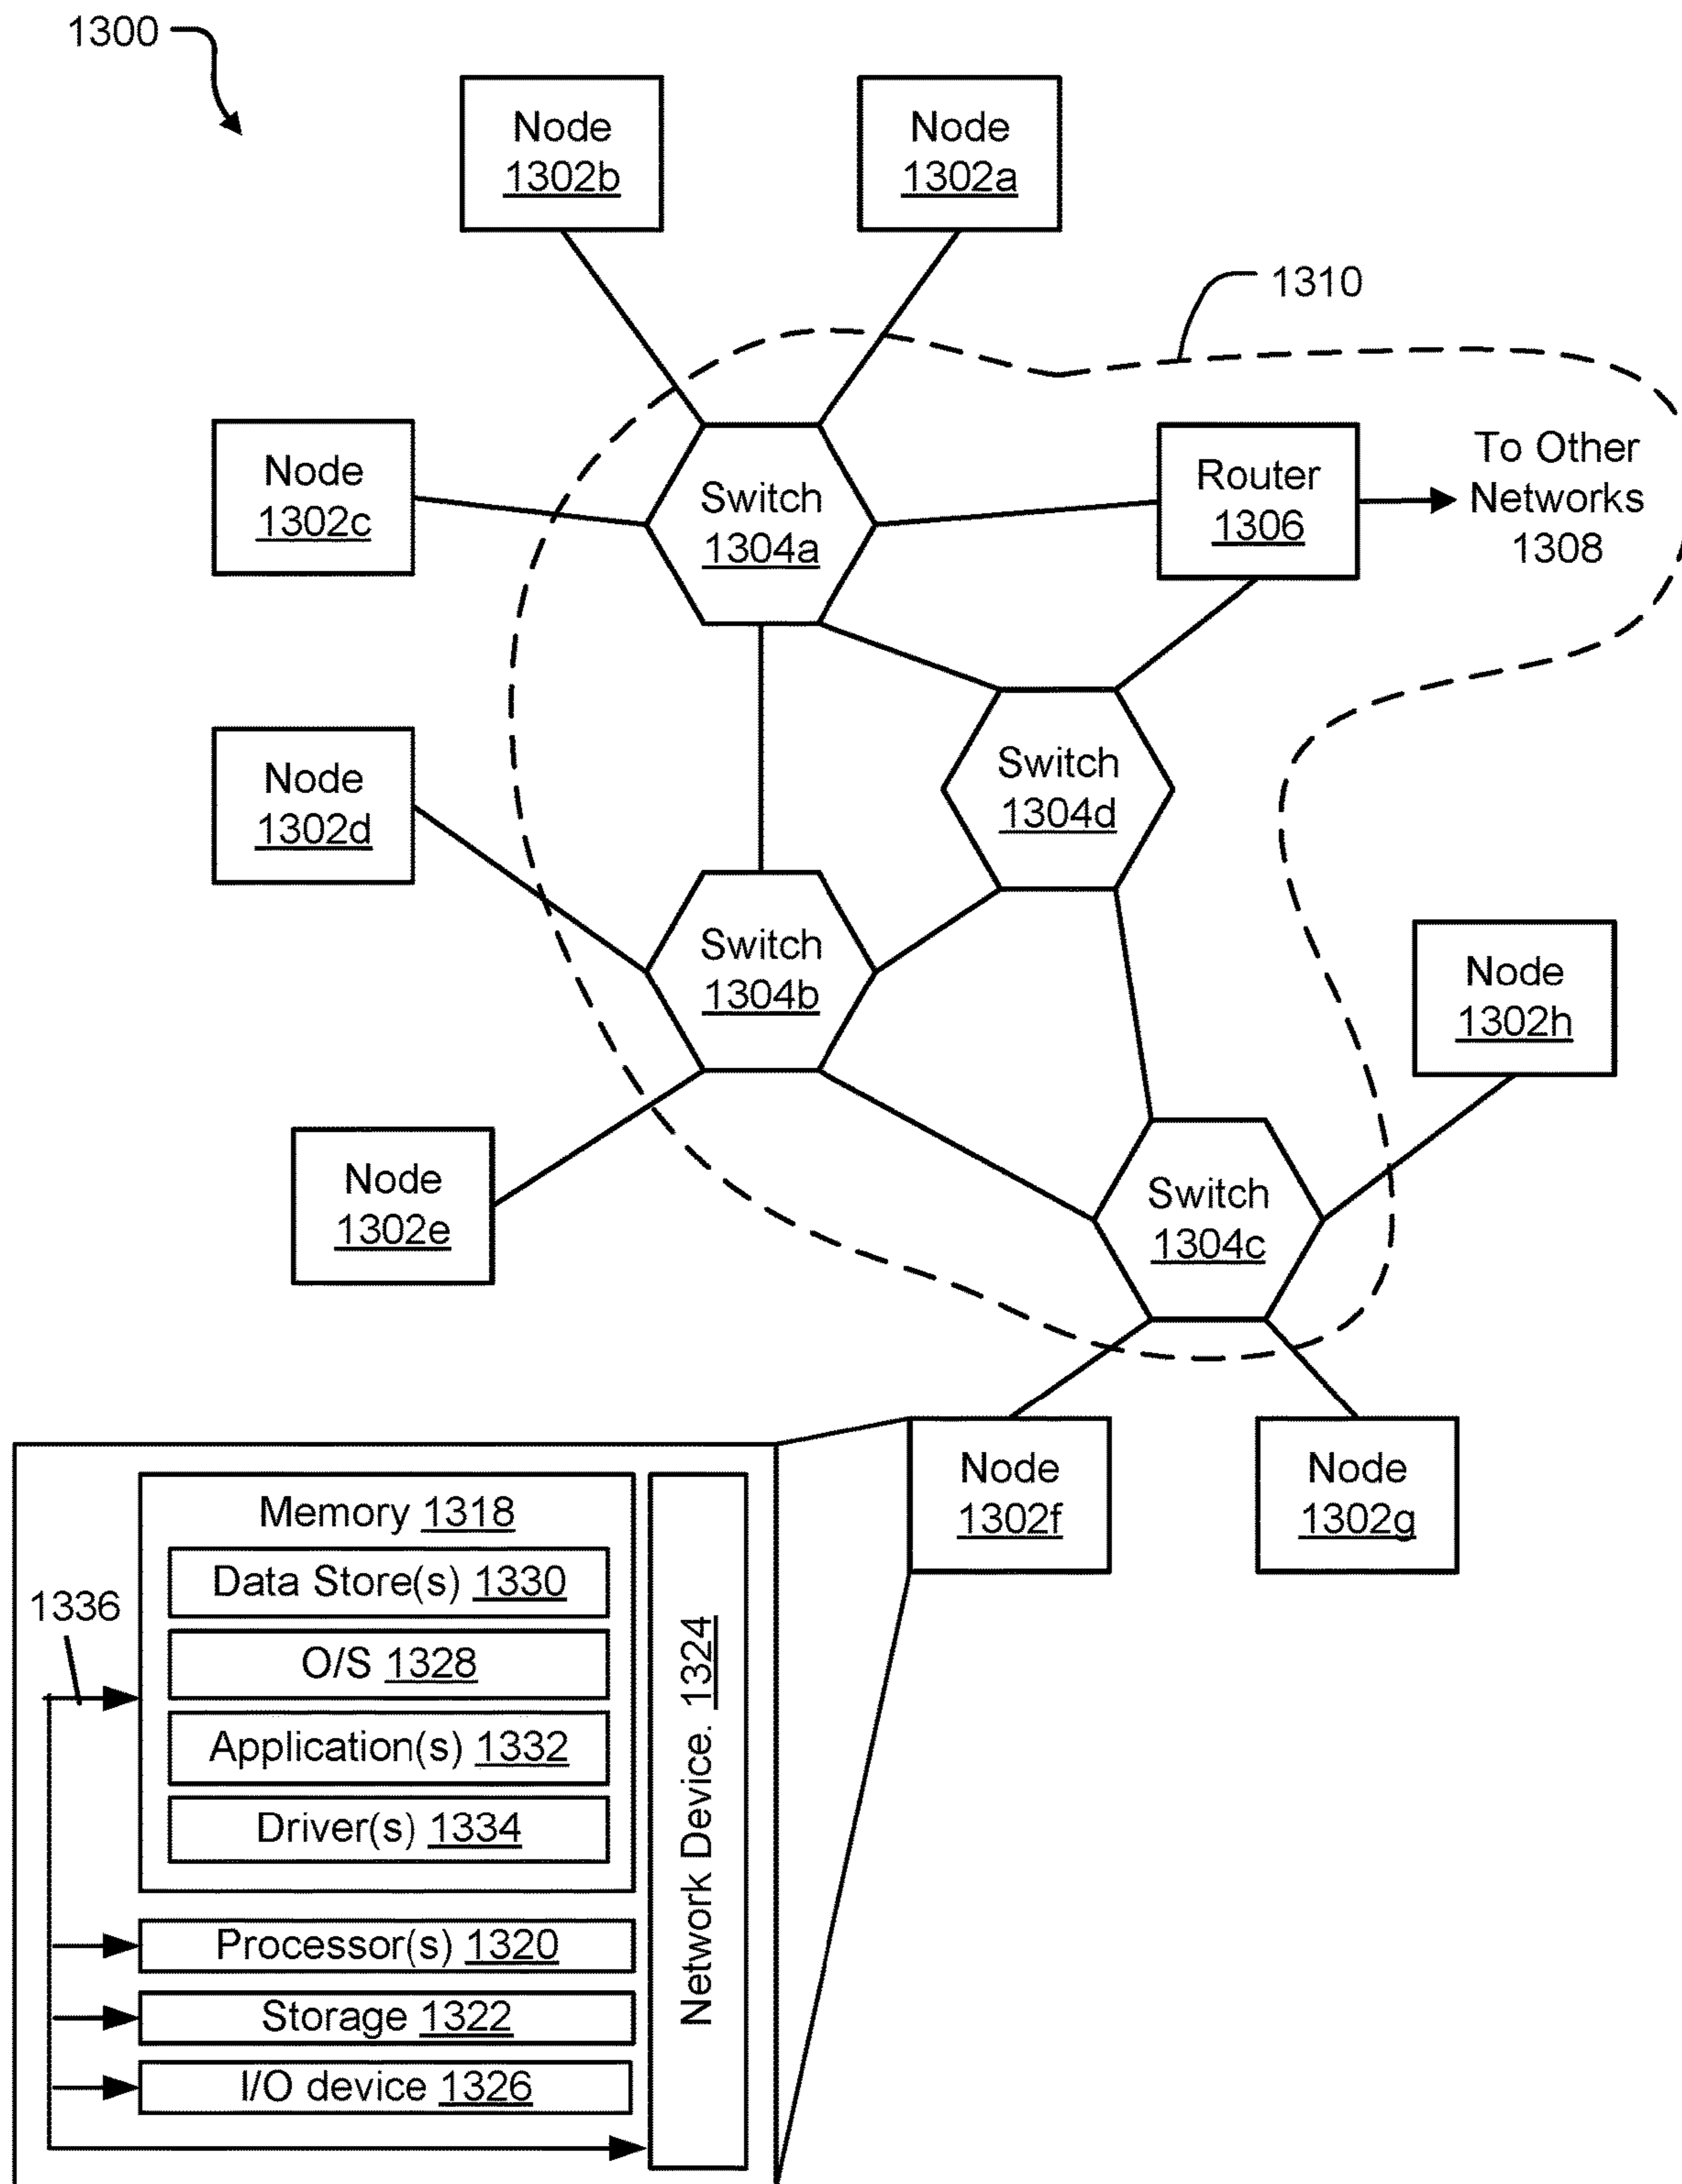 1300
Node
1302b
Node
1302a
1310
Node
1302c
Switch
1304a
Router
1306
To Other
Networks
1308
Node
1302d
Switch
1304d
Switch
1304b
Node
1302h
Node
1302e
Switch
1304c
Node
1302f
Node
1302g
Memory 1318
Data Store(s) 1330
1336
O/S 1328
Application(s) 1332
Driver(s) 1334
Network Device. 1324
Processor(s) 1320
Storage 1322
I/O device 1326